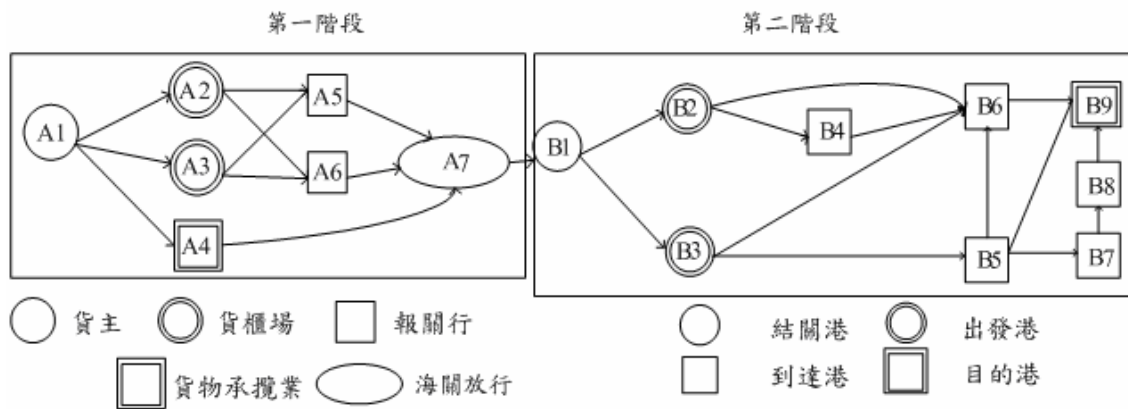 第一階段
第二階段
A1
A2
A3
A4
A5
A6
A7
B1
B2
B3
B4
B5
B6
B7
B8
B9
貨主
貨櫃場
報關行
貨物承攬業
海關放行
結關港
出發港
到達港
目的港